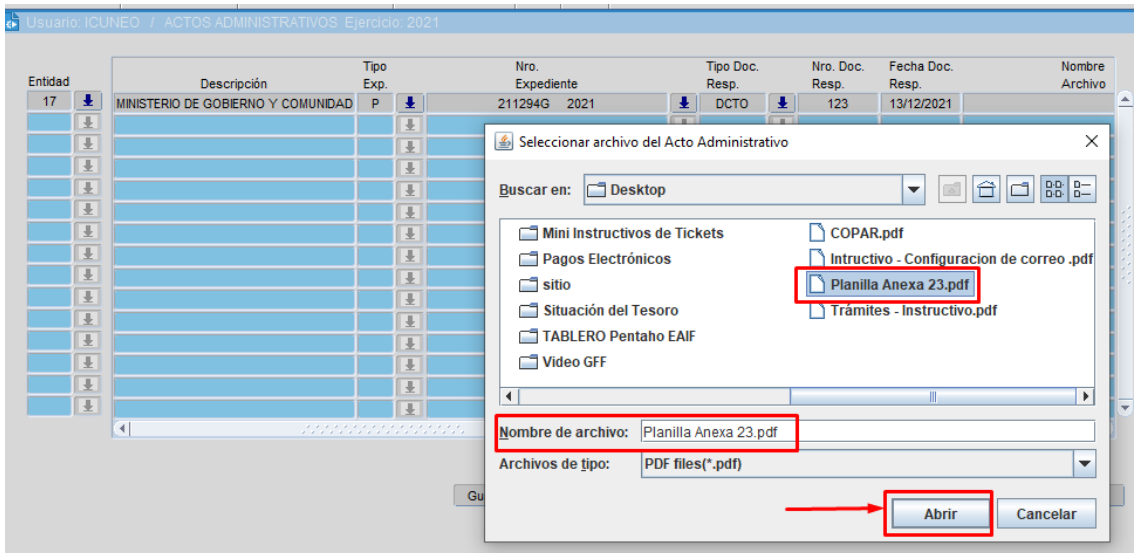 Usuario: ICUNEO / ACTOS ADMINISTRATIVOS Ejercicio: 2021
Entidad Descripción Tipo Exp. Nro. Expediente Tipo Doc. Resp. Nro. Doc. Resp. Fecha Doc. Resp. Nombre Archivo
17 MINISTERIO DE GOBIERNO Y COMUNIDAD P 211294G 2021 DCTO 123 13/12/2021
Seleccionar archivo del Acto Administrativo
Buscar en: Desktop
Mini Instructivos de Tickets
Pagos Electrónicos
sitio
Situación del Tesoro
TABLERO Pentaho EAIF
Video GFF
COPAR.pdf
Intructivo - Configuracion de correo .pdf
Planilla Anexa 23.pdf
Trámites - Instructivo.pdf
Nombre de archivo: Planilla Anexa 23.pdf
Archivos de tipo: PDF files(*.pdf)
Gu
Abrir Cancelar